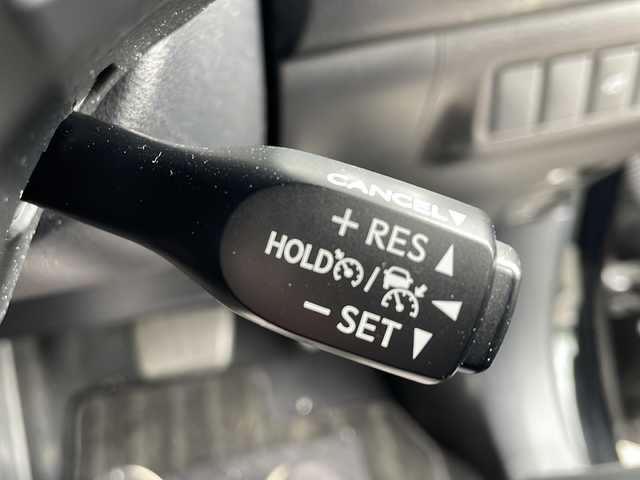 CANCEL
+ RES
HOLD /
− SET